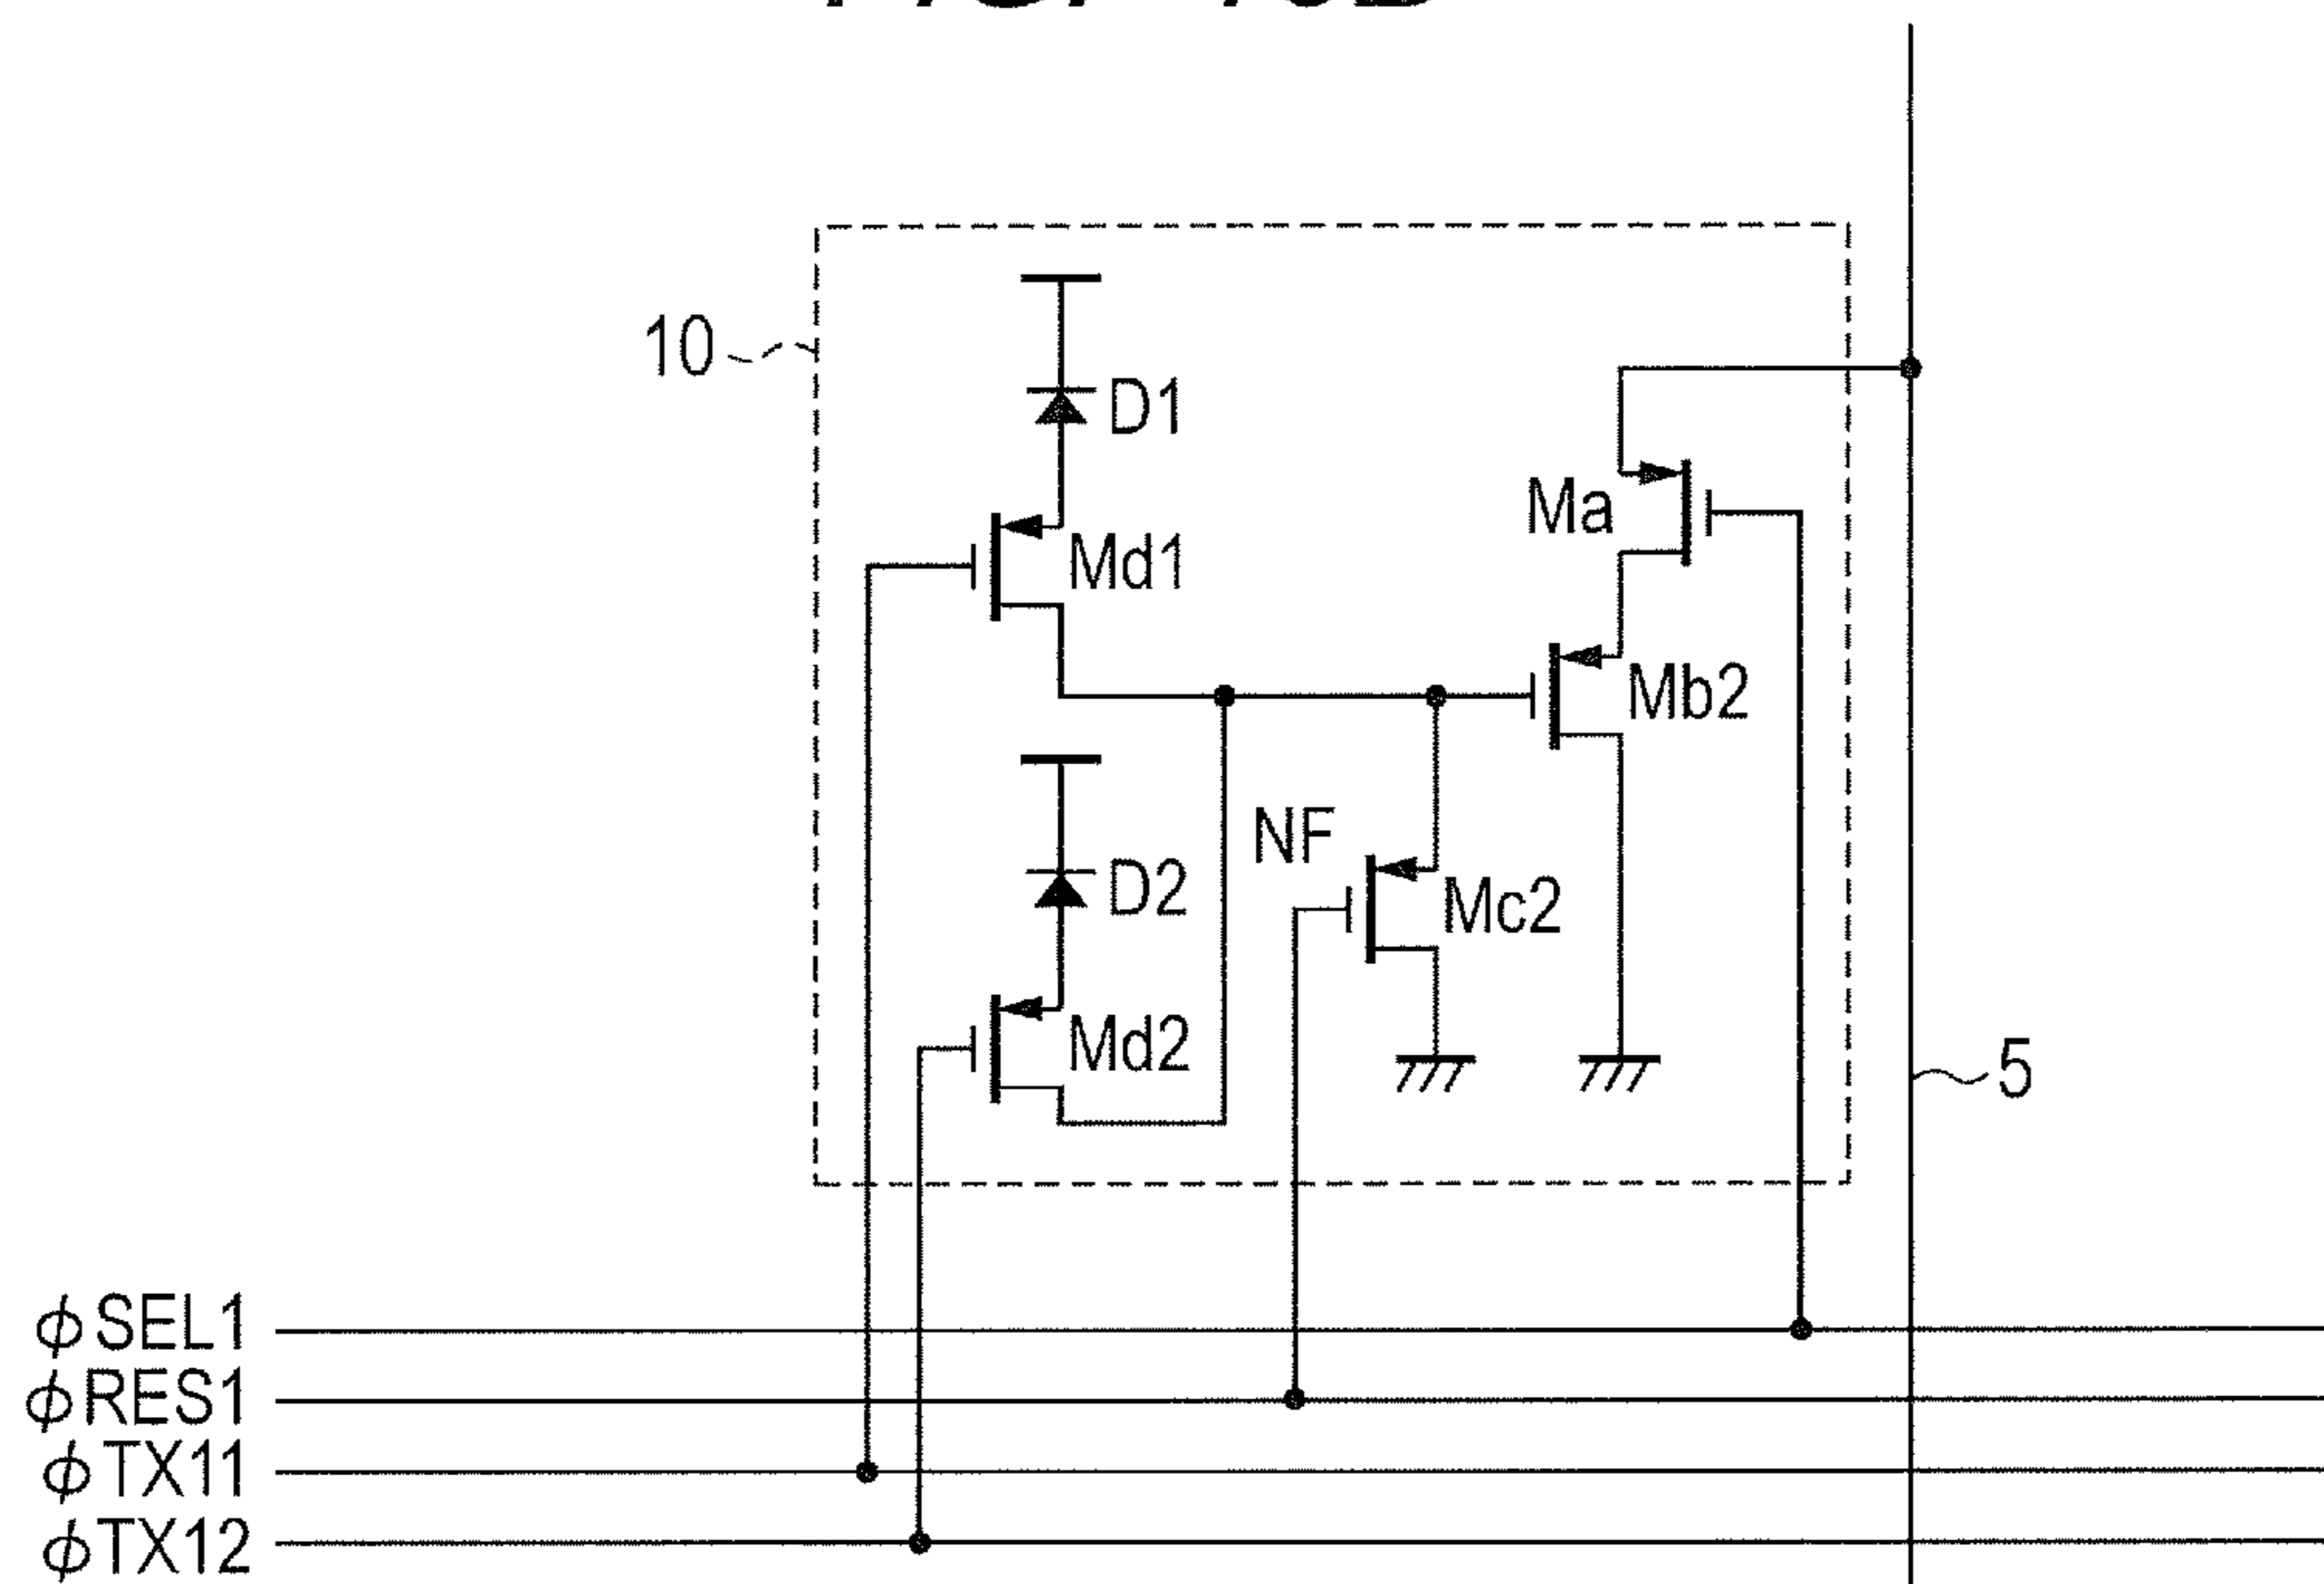 10
D1
Ma
Md1
Mb2
NF
D2
Mc2
Md2
5
ϕSEL1
ϕRES1
ϕTX11
ϕTX12